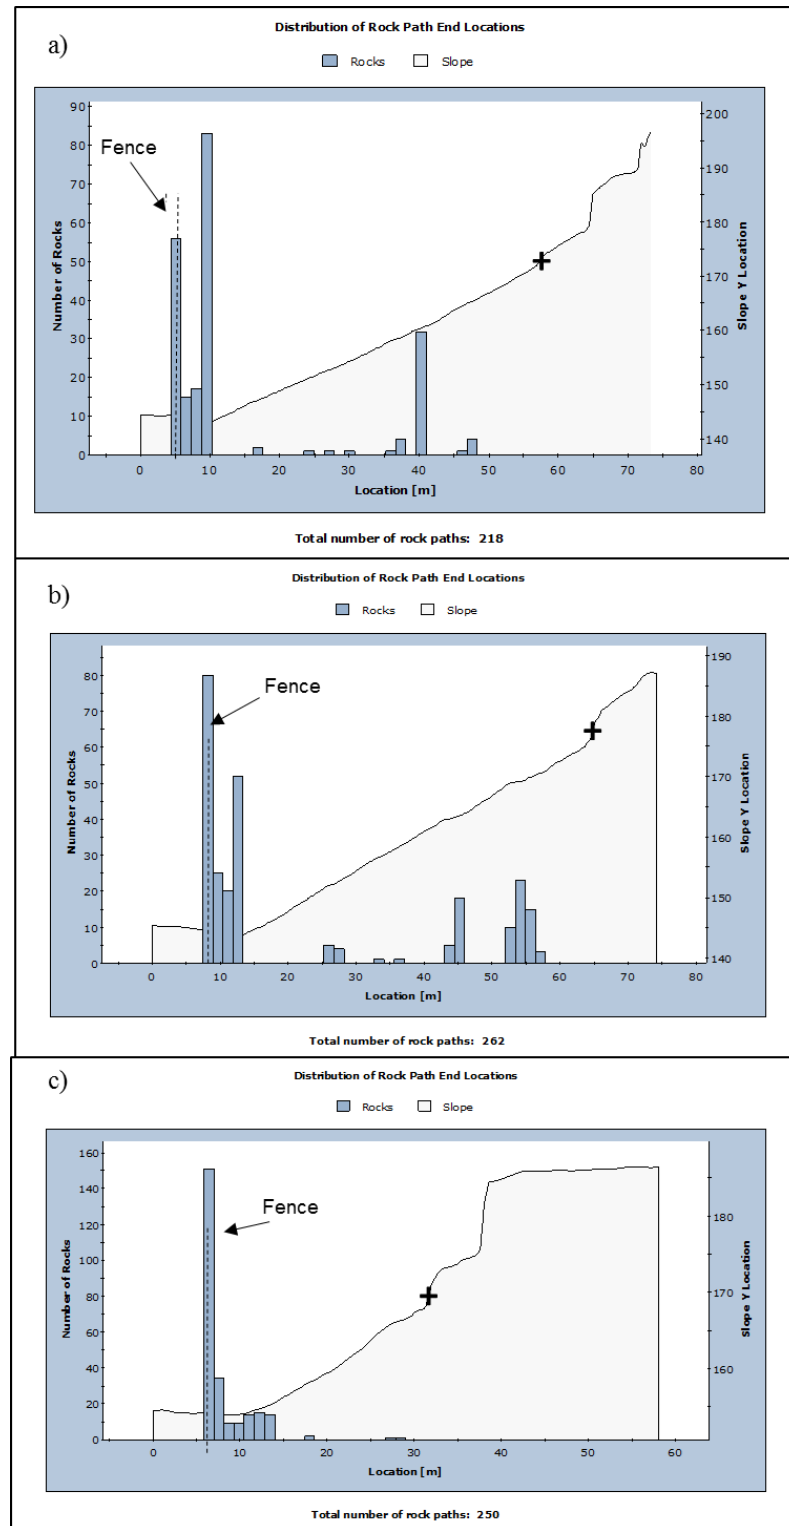 a)
Distribution of Rock Path End Locations
Rocks Slope
Fence
Number of Rocks
90
80
70
60
50
40
30
20
10
0
200
190
180
170
160
150
140
Slope Y Location
0 10 20 30 40 50 60 70 80
Location [m]
Total number of rock paths: 218
b)
Distribution of Rock Path End Locations
Rocks Slope
Fence
Number of Rocks
80
70
60
50
40
30
20
10
0
190
180
170
160
150
140
Slope Y Location
0 10 20 30 40 50 60 70 80
Location [m]
Total number of rock paths: 262
c)
Distribution of Rock Path End Locations
Rocks Slope
Fence
Number of Rocks
160
140
120
100
80
60
40
20
0
180
170
160
Slope Y Location
0 10 20 30 40 50 60
Location [m]
Total number of rock paths: 250